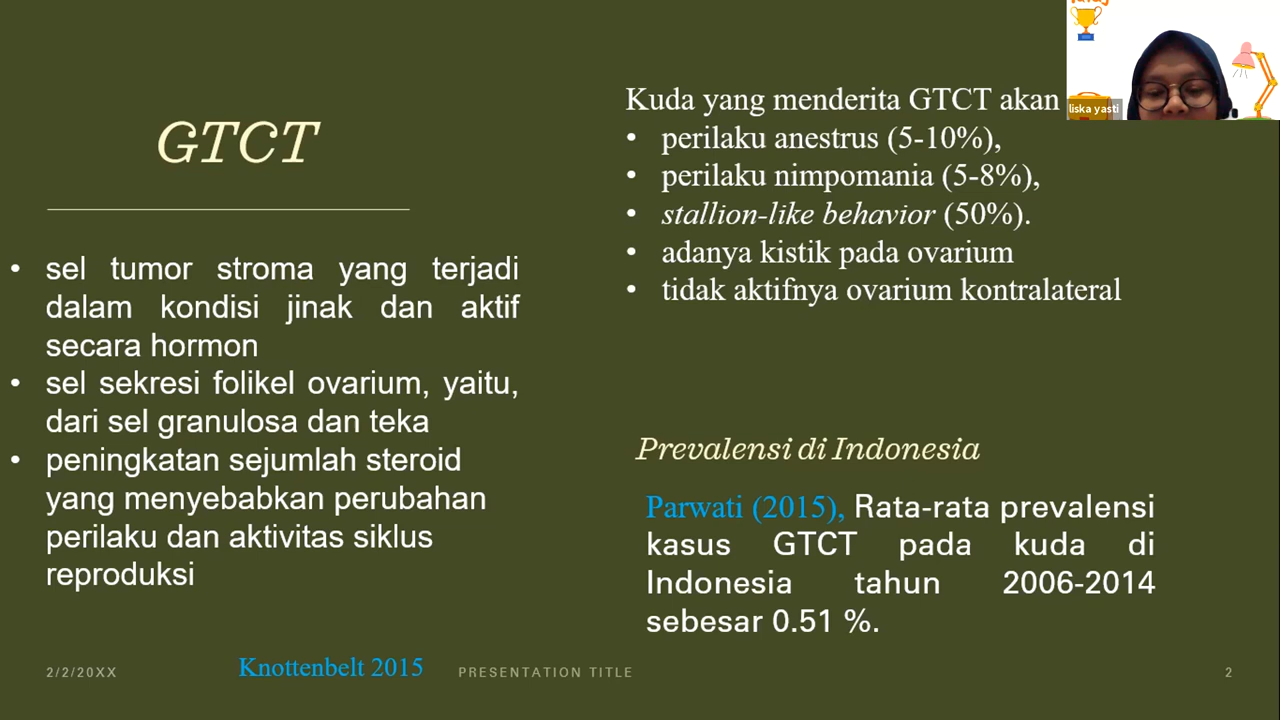 GTCT
sel tumor stroma yang terjadi
dalam kondisi jinak dan aktif
secara hormon
sel sekresi folikel ovarium, yaitu,
dari sel granulosa dan teka
peningkatan sejumlah steroid
yang menyebabkan perubahan
perilaku dan aktivitas siklus
reproduksi
Kuda yang menderita GTCT akan
perilaku anestrus (5-10%),
perilaku nimpomania (5-8%),
stallion-like behavior (50%).
adanya kistik pada ovarium
tidak aktifnya ovarium kontralateral
Prevalensi di Indonesia
Parwati (2015), Rata-rata prevalensi
kasus GTCT pada kuda di
Indonesia tahun 2006-2014
sebesar 0.51 %.
2/2/20XX
Knottenbelt 2015
PRESENTATION TITLE
2
liska yasti